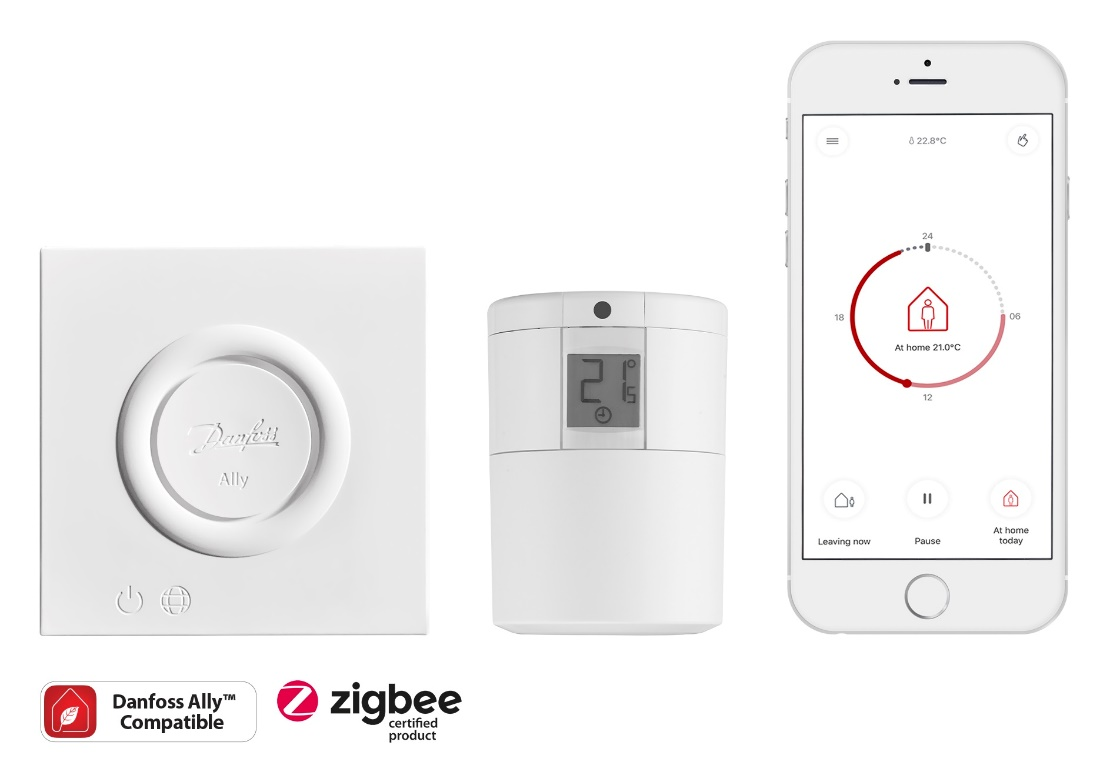 Danfoss
Ally
21°
15
22.8°C
24
18
06
At home 21.0°C
12
Leaving now
Pause
At home
today
Danfoss Ally™
Compatible
zigbee
certified
product